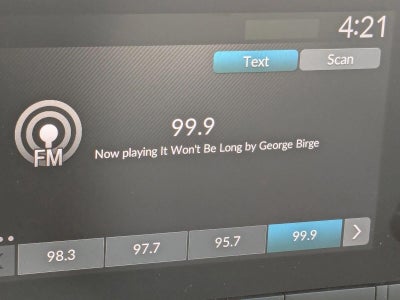 4:21
Text Scan
99.9
FM
Now playing It Won't Be Long by George Birge
98.3 97.7 95.7 99.9 >